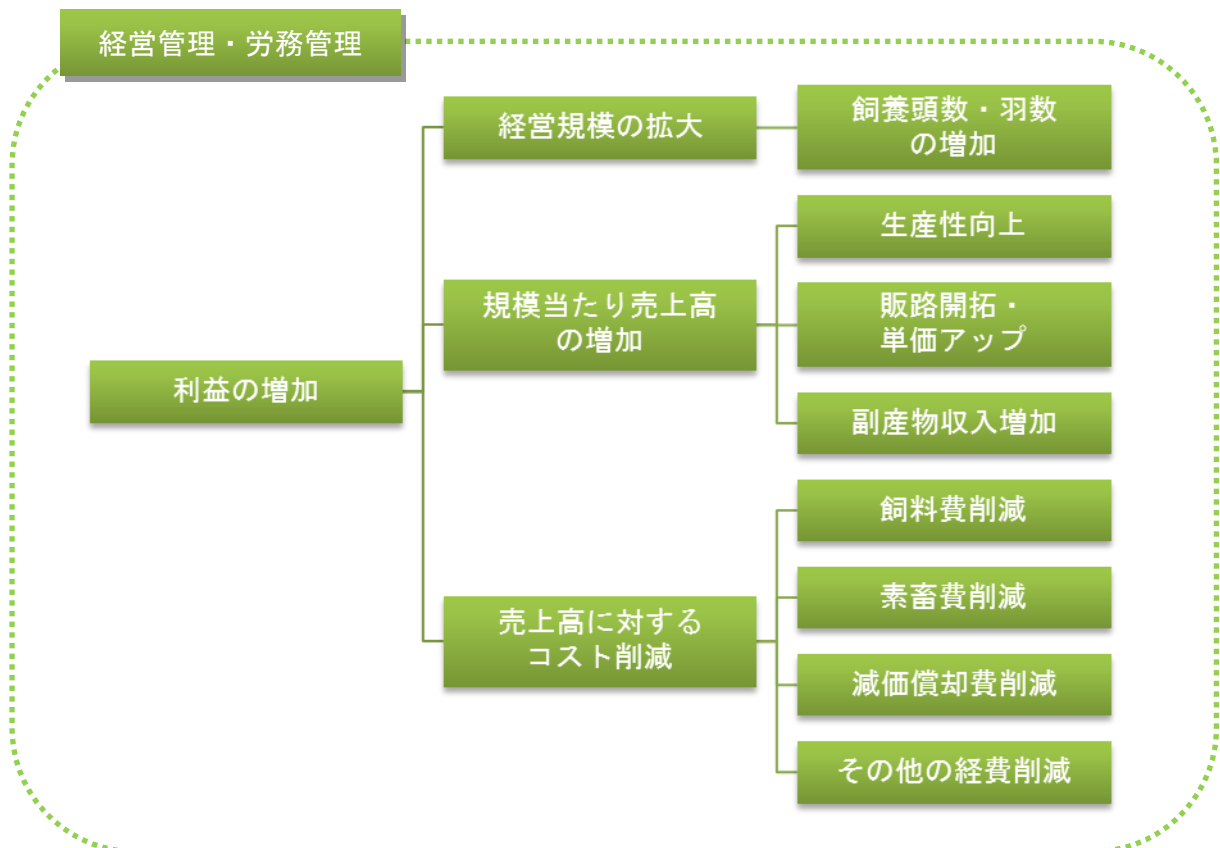 経営管理・労務管理
経営規模の拡大
飼養頭数・羽数
の増加
生産性向上
規模当たり売上高
の増加
販路開拓・
単価アップ
利益の増加
副産物収入増加
飼料費削減
素畜費削減
売上高に対する
コスト削減
減価償却費削減
その他の経費削減